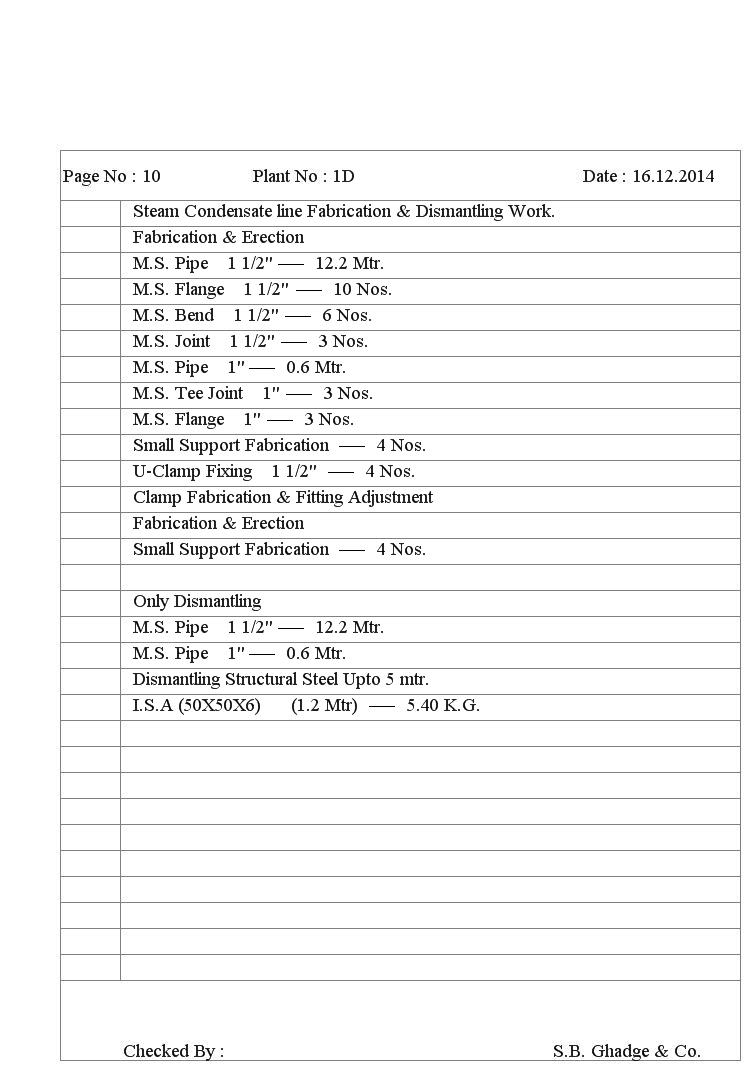 Page No : 10 Plant No : 1D Date : 16.12.2014
Steam Condensate line Fabrication & Dismantling Work.
Fabrication & Erection
M.S. Pipe 1 1/2" — 12.2 Mtr.
M.S. Flange 1 1/2" — 10 Nos.
M.S. Bend 1 1/2" — 6 Nos.
M.S. Joint 1 1/2" — 3 Nos.
M.S. Pipe 1" — 0.6 Mtr.
M.S. Tee Joint 1" — 3 Nos.
M.S. Flange 1" — 3 Nos.
Small Support Fabrication — 4 Nos.
U-Clamp Fixing 1 1/2" — 4 Nos.
Clamp Fabrication & Fitting Adjustment
Fabrication & Erection
Small Support Fabrication — 4 Nos.
Only Dismantling
M.S. Pipe 1 1/2" — 12.2 Mtr.
M.S. Pipe 1" — 0.6 Mtr.
Dismantling Structural Steel Upto 5 mtr.
I.S.A (50X50X6) (1.2 Mtr) — 5.40 K.G.
Checked By : S.B. Ghadge & Co.